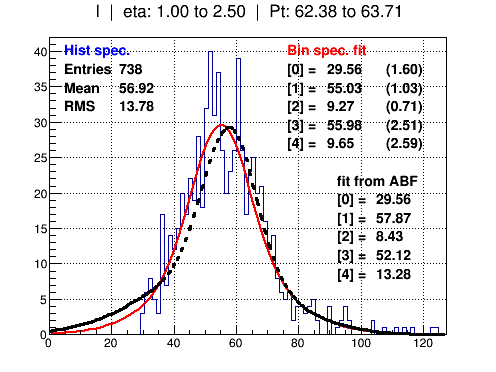 I | eta: 1.00 to 2.50 | Pt: 62.38 to 63.71
Hist spec.
Entries 738
Mean 56.92
RMS 13.78
Bin spec. fit
[0] = 29.56 (1.60)
[1] = 55.03 (1.03)
[2] = 9.27 (0.71)
[3] = 55.98 (2.51)
[4] = 9.65 (2.59)
fit from ABF
[0] = 29.56
[1] = 57.87
[2] = 8.43
[3] = 52.12
[4] = 13.28
40
35
30
25
20
15
10
5
0
0 20 40 60 80 100 120